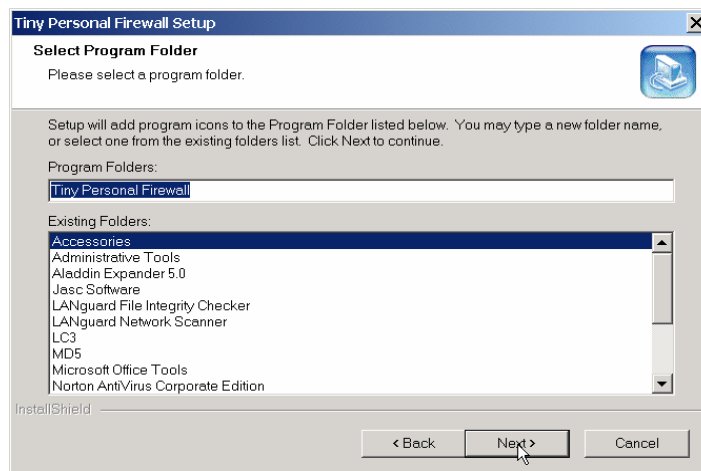 Tiny Personal Firewall Setup
Select Program Folder
Please select a program folder.
Setup will add program icons to the Program Folder listed below. You may type a new folder name,
or select one from the existing folders list. Click Next to continue.
Program Folders:
Tiny Personal Firewall
Existing Folders:
Accessories
Administrative Tools
Aladdin Expander 5.0
Jasc Software
LANguard File Integrity Checker
LANguard Network Scanner
LC3
MD5
Microsoft Office Tools
Norton AntiVirus Corporate Edition
InstallShield
< Back Next > Cancel